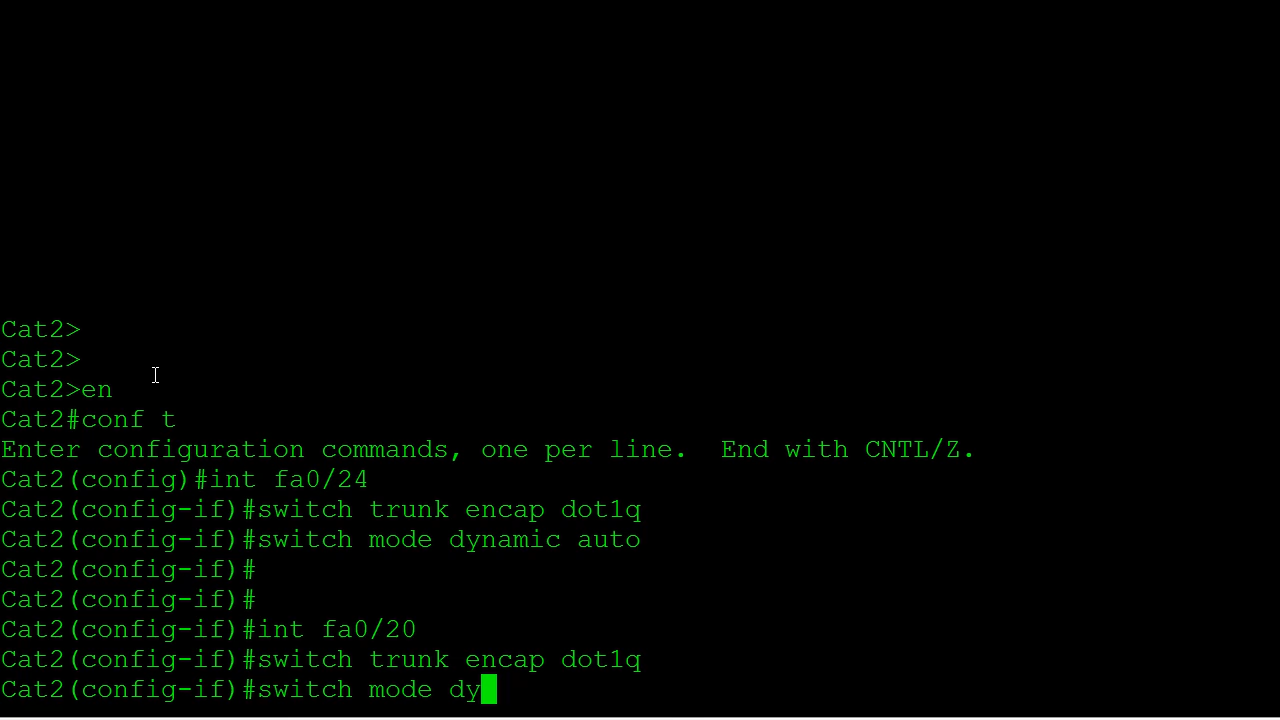 Cat2>
Cat2>
Cat2>en
Cat2#conf t
Enter configuration commands, one per line.  End with CNTL/Z.
Cat2(config)#int fa0/24
Cat2(config-if)#switch trunk encap dot1q
Cat2(config-if)#switch mode dynamic auto
Cat2(config-if)#
Cat2(config-if)#
Cat2(config-if)#int fa0/20
Cat2(config-if)#switch trunk encap dot1q
Cat2(config-if)#switch mode dy